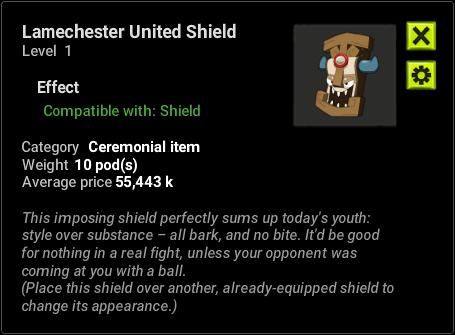 Lamechester United Shield
Level 1
Effect
Compatible with: Shield
Category Ceremonial item
Weight 10 pod(s)
Average price 55,443 k
This imposing shield perfectly sums up today's youth:
style over substance – all bark, and no bite. It'd be good
for nothing in a real fight, unless your opponent was
coming at you with a ball.
(Place this shield over another, already-equipped shield to
change its appearance.)